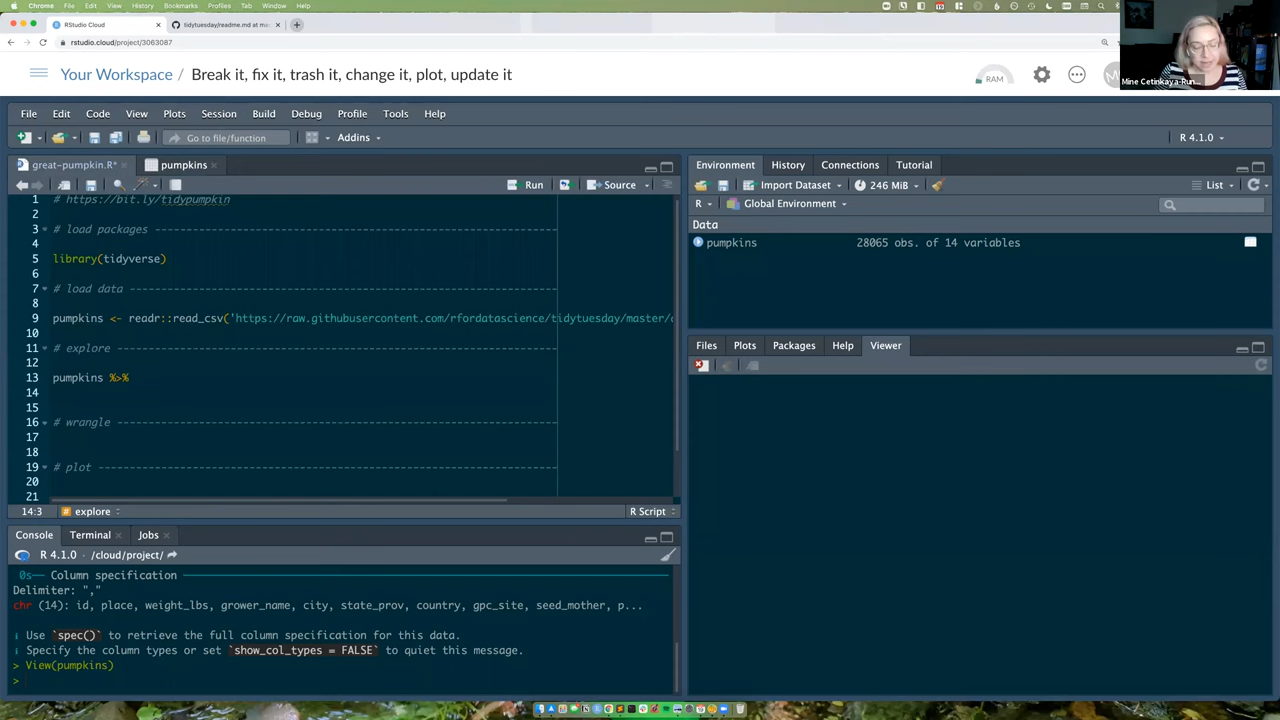 Chrome File Edit View History Bookmarks Profiles Tab Window Help
RStudio Cloud
tidytuesday/readme.md at mas
rstudio.cloud/project/3063087
Your Workspace / Break it, fix it, trash it, change it, plot, update it
RAM
Mine Cetinkaya-Run...
File Edit Code View Plots Session Build Debug Profile Tools Help
Go to file/function
Addins
R 4.1.0
great-pumpkin.R*
pumpkins
Run
Source
1 # https://bit.ly/tidypumpkin
2
3 # load packages ----------------------------------------------------------------
4
5 library(tidyverse)
6
7 # load data --------------------------------------------------------------------
8
9 pumpkins <- readr::read_csv('https://raw.githubusercontent.com/rfordatascience/tidytuesday/master/
10
11 # explore ---------------------------------------------------------------------
12
13 pumpkins %>%
14
15
16 # wrangle ---------------------------------------------------------------------
17
18
19 # plot ------------------------------------------------------------------------
20
21
14:3
explore
R Script
Environment History Connections Tutorial
Import Dataset
246 MiB
List
R
Global Environment
Data
pumpkins 28065 obs. of 14 variables
Files Plots Packages Help Viewer
Console Terminal Jobs
R 4.1.0 · /cloud/project/
0s── Column specification
Delimiter: ","
chr (14): id, place, weight_lbs, grower_name, city, state_prov, country, gpc_site, seed_mother, p...
ℹ Use `spec()` to retrieve the full column specification for this data.
ℹ Specify the column types or set `show_col_types = FALSE` to quiet this message.
> View(pumpkins)
>